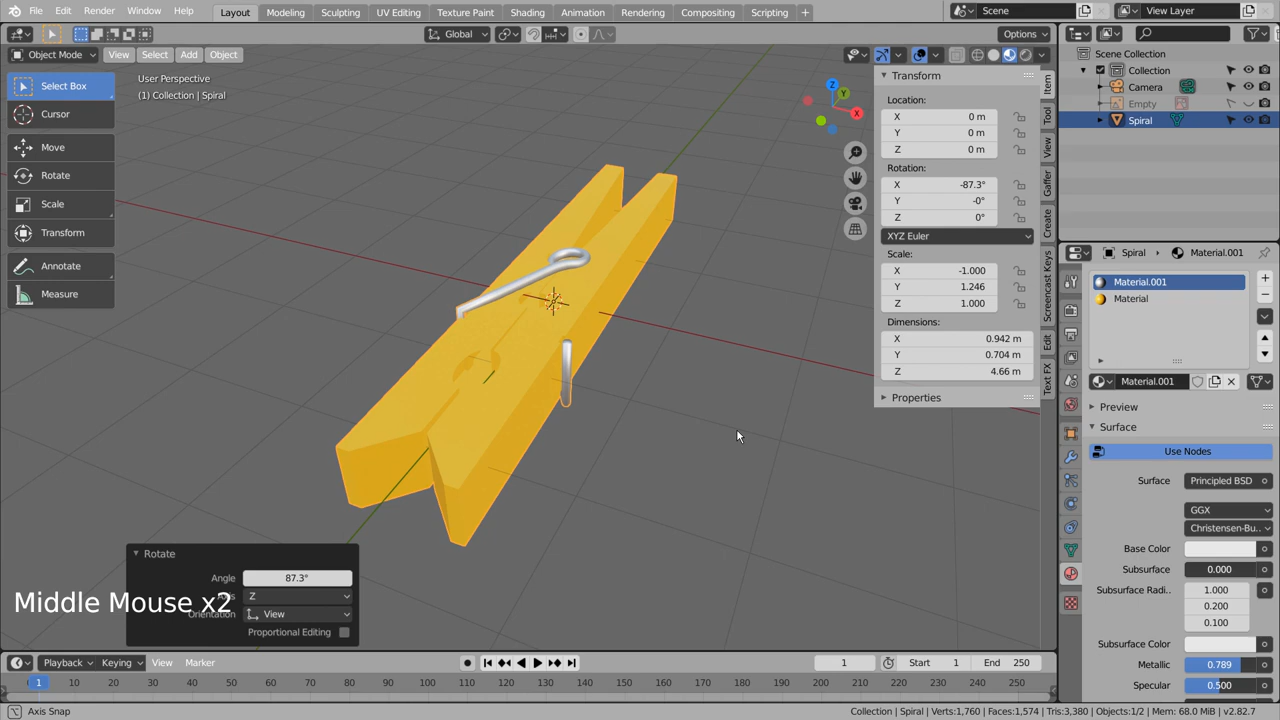 File Edit Render Window Help Layout Modeling Sculpting UV Editing Texture Paint Shading Animation Rendering Compositing Scripting + Scene View Layer
Global Options
Object Mode View Select Add Object
User Perspective
(1) Collection | Spiral
Select Box
Cursor
Move
Rotate
Scale
Transform
Annotate
Measure
Z
Y
X
Transform
Location:
X 0 m
Y 0 m
Z 0 m
Rotation:
X -87.3°
Y -0°
Z 0°
XYZ Euler
Scale:
X -1.000
Y 1.246
Z 1.000
Dimensions:
X 0.942 m
Y 0.704 m
Z 4.66 m
Properties
Item
Tool
View
Gaffer
Create
Screencast Keys
Edit
Text FX
Scene Collection
Collection
Camera
Empty
Spiral
Spiral Material.001
Material.001
Material
Material.001
Preview
Surface
Use Nodes
Surface Principled BSD
GGX
Christensen-Bu..
Base Color
Subsurface 0.000
Subsurface Radi.. 1.000
0.200
0.100
Subsurface Color
Metallic 0.789
Specular 0.500
Rotate
Angle 87.3°
Z
Orientation View
Proportional Editing
Middle Mouse x2
Playback Keying View Marker 1 Start 1 End 250
1 10 20 30 40 50 60 70 80 90 100 110 120 130 140 150 160 170 180 190 200 210 220 230 240 250
Axis Snap Collection | Spiral | Verts:1,760 | Faces:1,574 | Tris:3,380 | Objects:1/2 | Mem: 68.0 MiB | v2.82.7